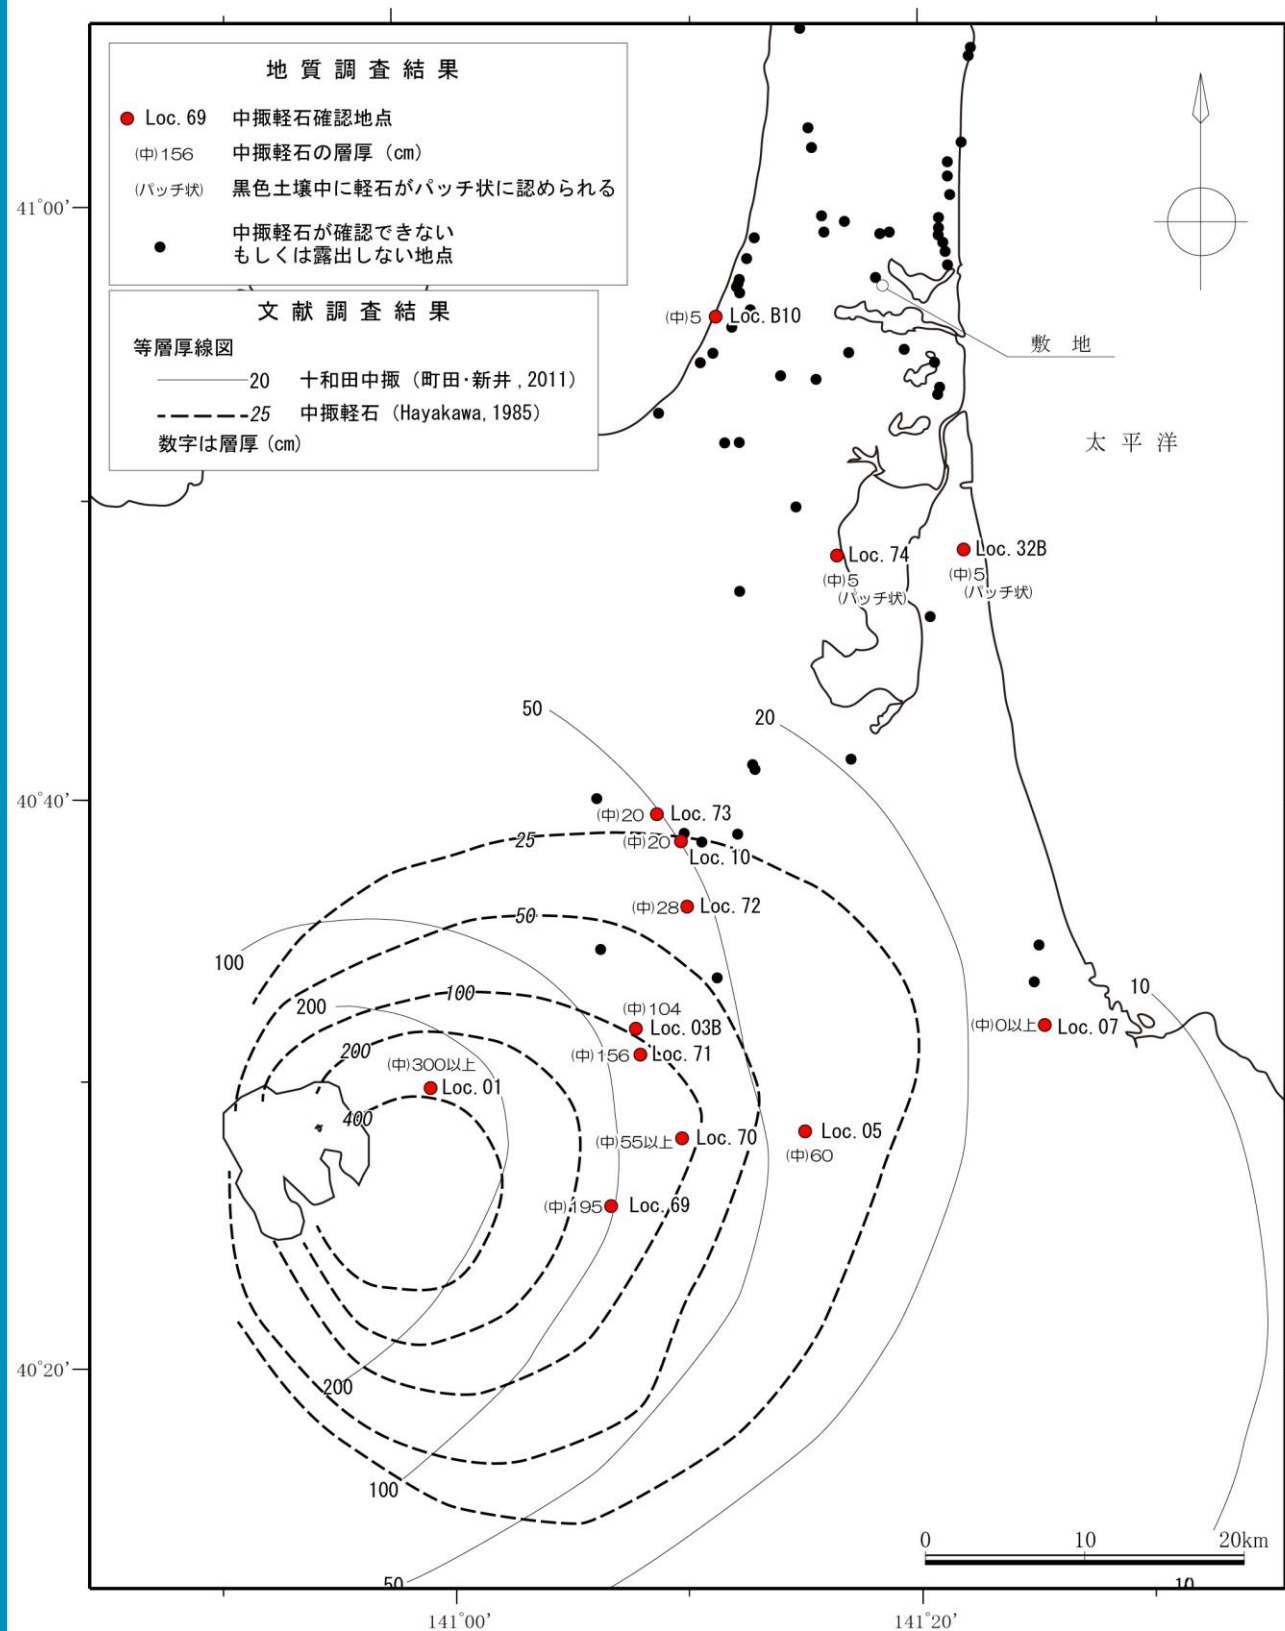 地質調査結果
Loc. 69 中掫軽石確認地点
(中)156 中掫軽石の層厚 (cm)
(パッチ状) 黒色土壌中に軽石がパッチ状に認められる
中掫軽石が確認できない
もしくは露出しない地点
文献調査結果
等層厚線図
20 十和田中掫 (町田・新井, 2011)
25 中掫軽石 (Hayakawa, 1985)
数字は層厚 (cm)
41°00'
(中)5 Loc. B10
敷地
太平洋
Loc. 74
(中)5
(パッチ状)
Loc. 32B
(中)5
(パッチ状)
50
20
40°40'
(中)20 Loc. 73
25
(中)20
Loc. 10
(中)28 Loc. 72
50
100
100
200
10
(中)104
Loc. 03B
(中)0以上 Loc. 07
200
(中)156 Loc. 71
(中)300以上
Loc. 01
400
(中)55以上 Loc. 70
Loc. 05
(中)60
(中)195 Loc. 69
40°20'
200
100
0 10 20km
50
10
141°00'
141°20'